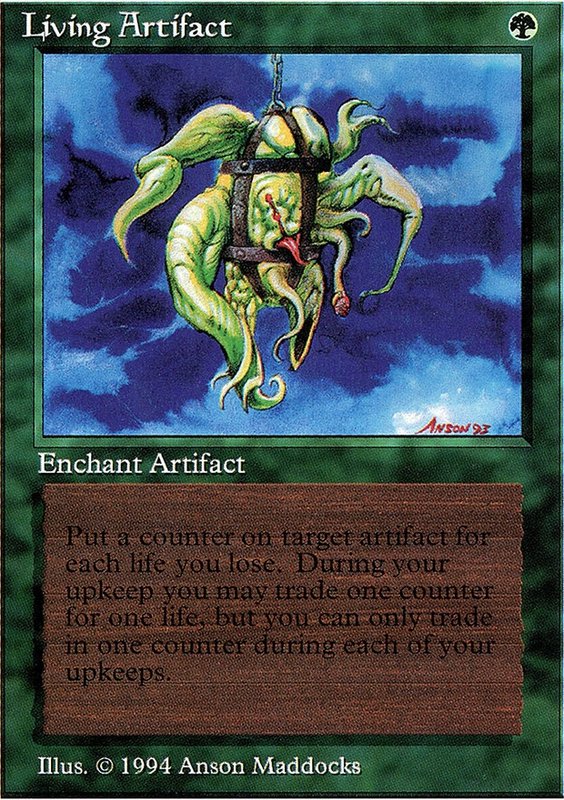 Living Artifact
ANSON 93
Enchant Artifact
Put a counter on target artifact for
each life you lose. During your
upkeep you may trade one counter
for one life, but you can only trade
in one counter during each of your
upkeeps.
Illus. © 1994 Anson Maddocks